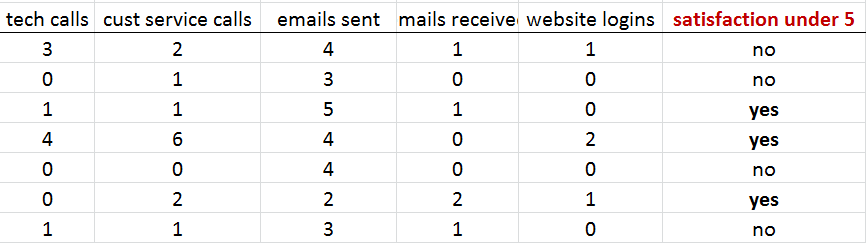 tech calls cust service calls emails sent mails receive website logins satisfaction under 5
3 2 4 1 1 no
0 1 3 0 0 no
1 1 5 1 0 yes
4 6 4 0 2 yes
0 0 4 0 0 no
0 2 2 2 1 yes
1 1 3 1 0 no